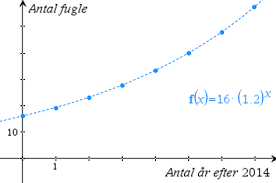 Antal fugle
f(x)=16·(1.2)^x
10
1
Antal år efter 2014